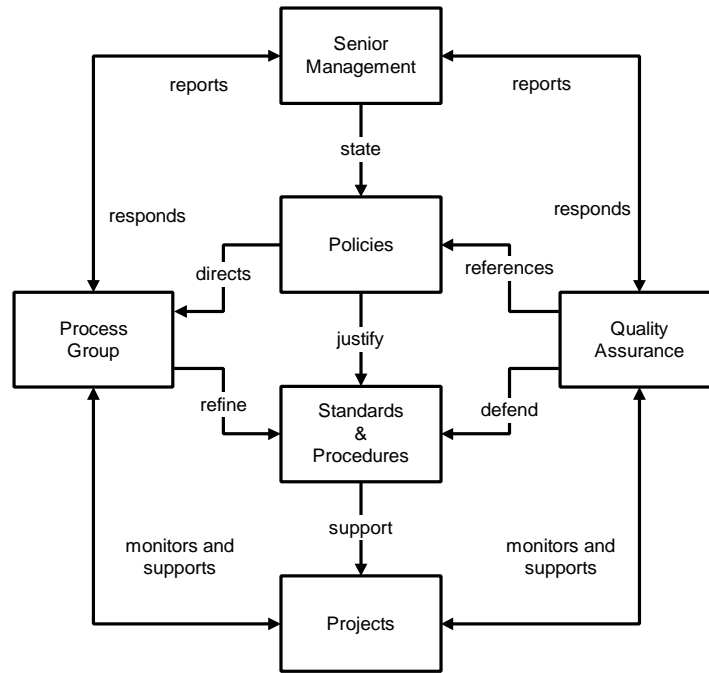 Senior
Management
reports
reports
state
responds
responds
Policies
directs
references
Process
Group
Quality
Assurance
justify
refine
defend
Standards
&
Procedures
support
monitors and
supports
monitors and
supports
Projects